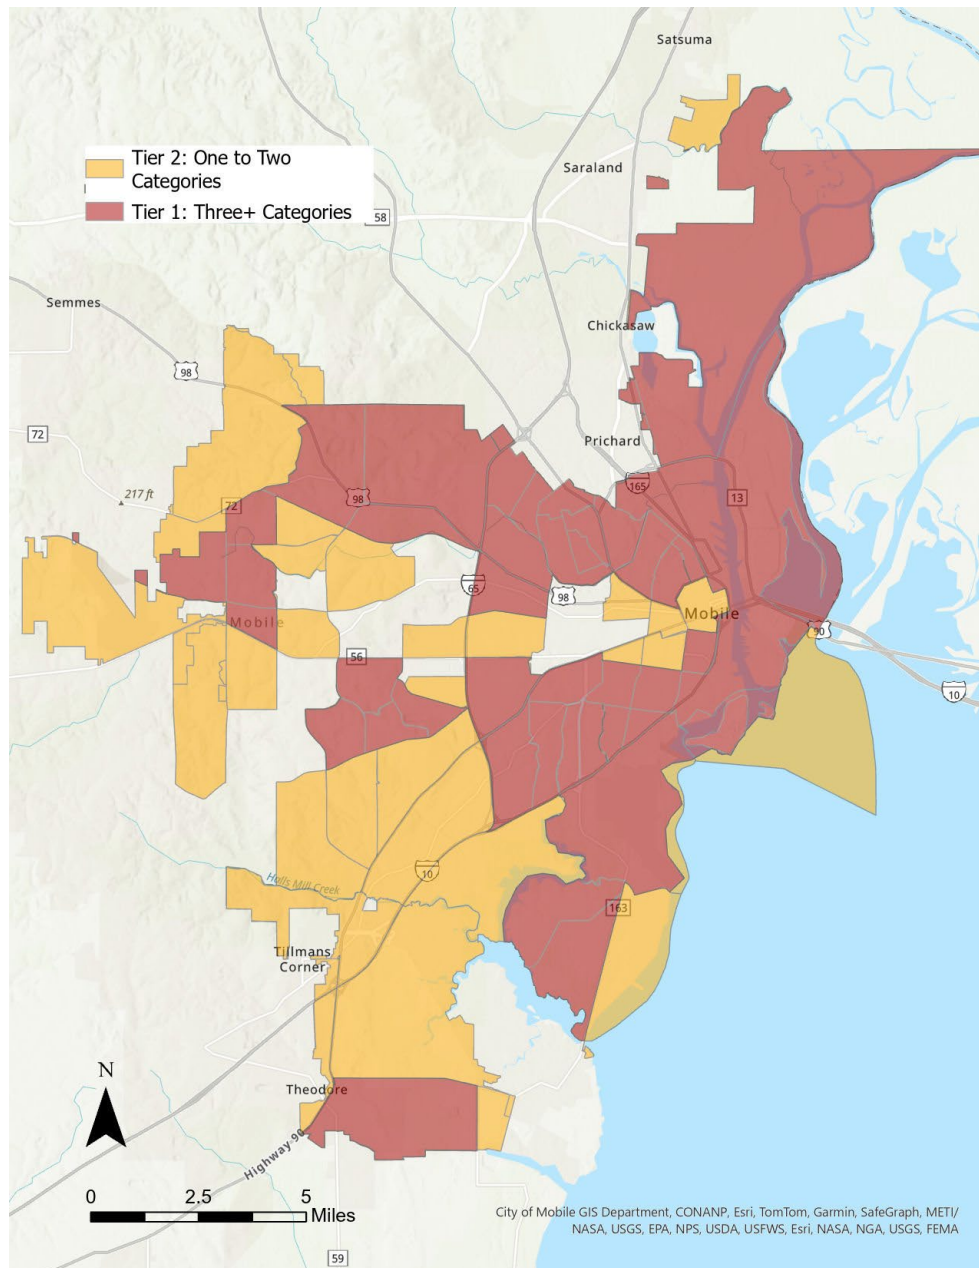 Satsuma
Tier 2: One to Two
Categories
Tier 1: Three+ Categories
Saraland
58
Semmes
Chickasaw
98
72
Prichard
217 ft
72
98
165
13
65
98
Mobile
Mobile
90
56
10
10
Halls Mill Creek
163
Tillmans
Corner
N
Theodore
Highway 90
0
2.5
5
Miles
City of Mobile GIS Department, CONANP, Esri, TomTom, Garmin, SafeGraph, METI/
NASA, USGS, EPA, NPS, USDA, USFWS, Esri, NASA, NGA, USGS, FEMA
59